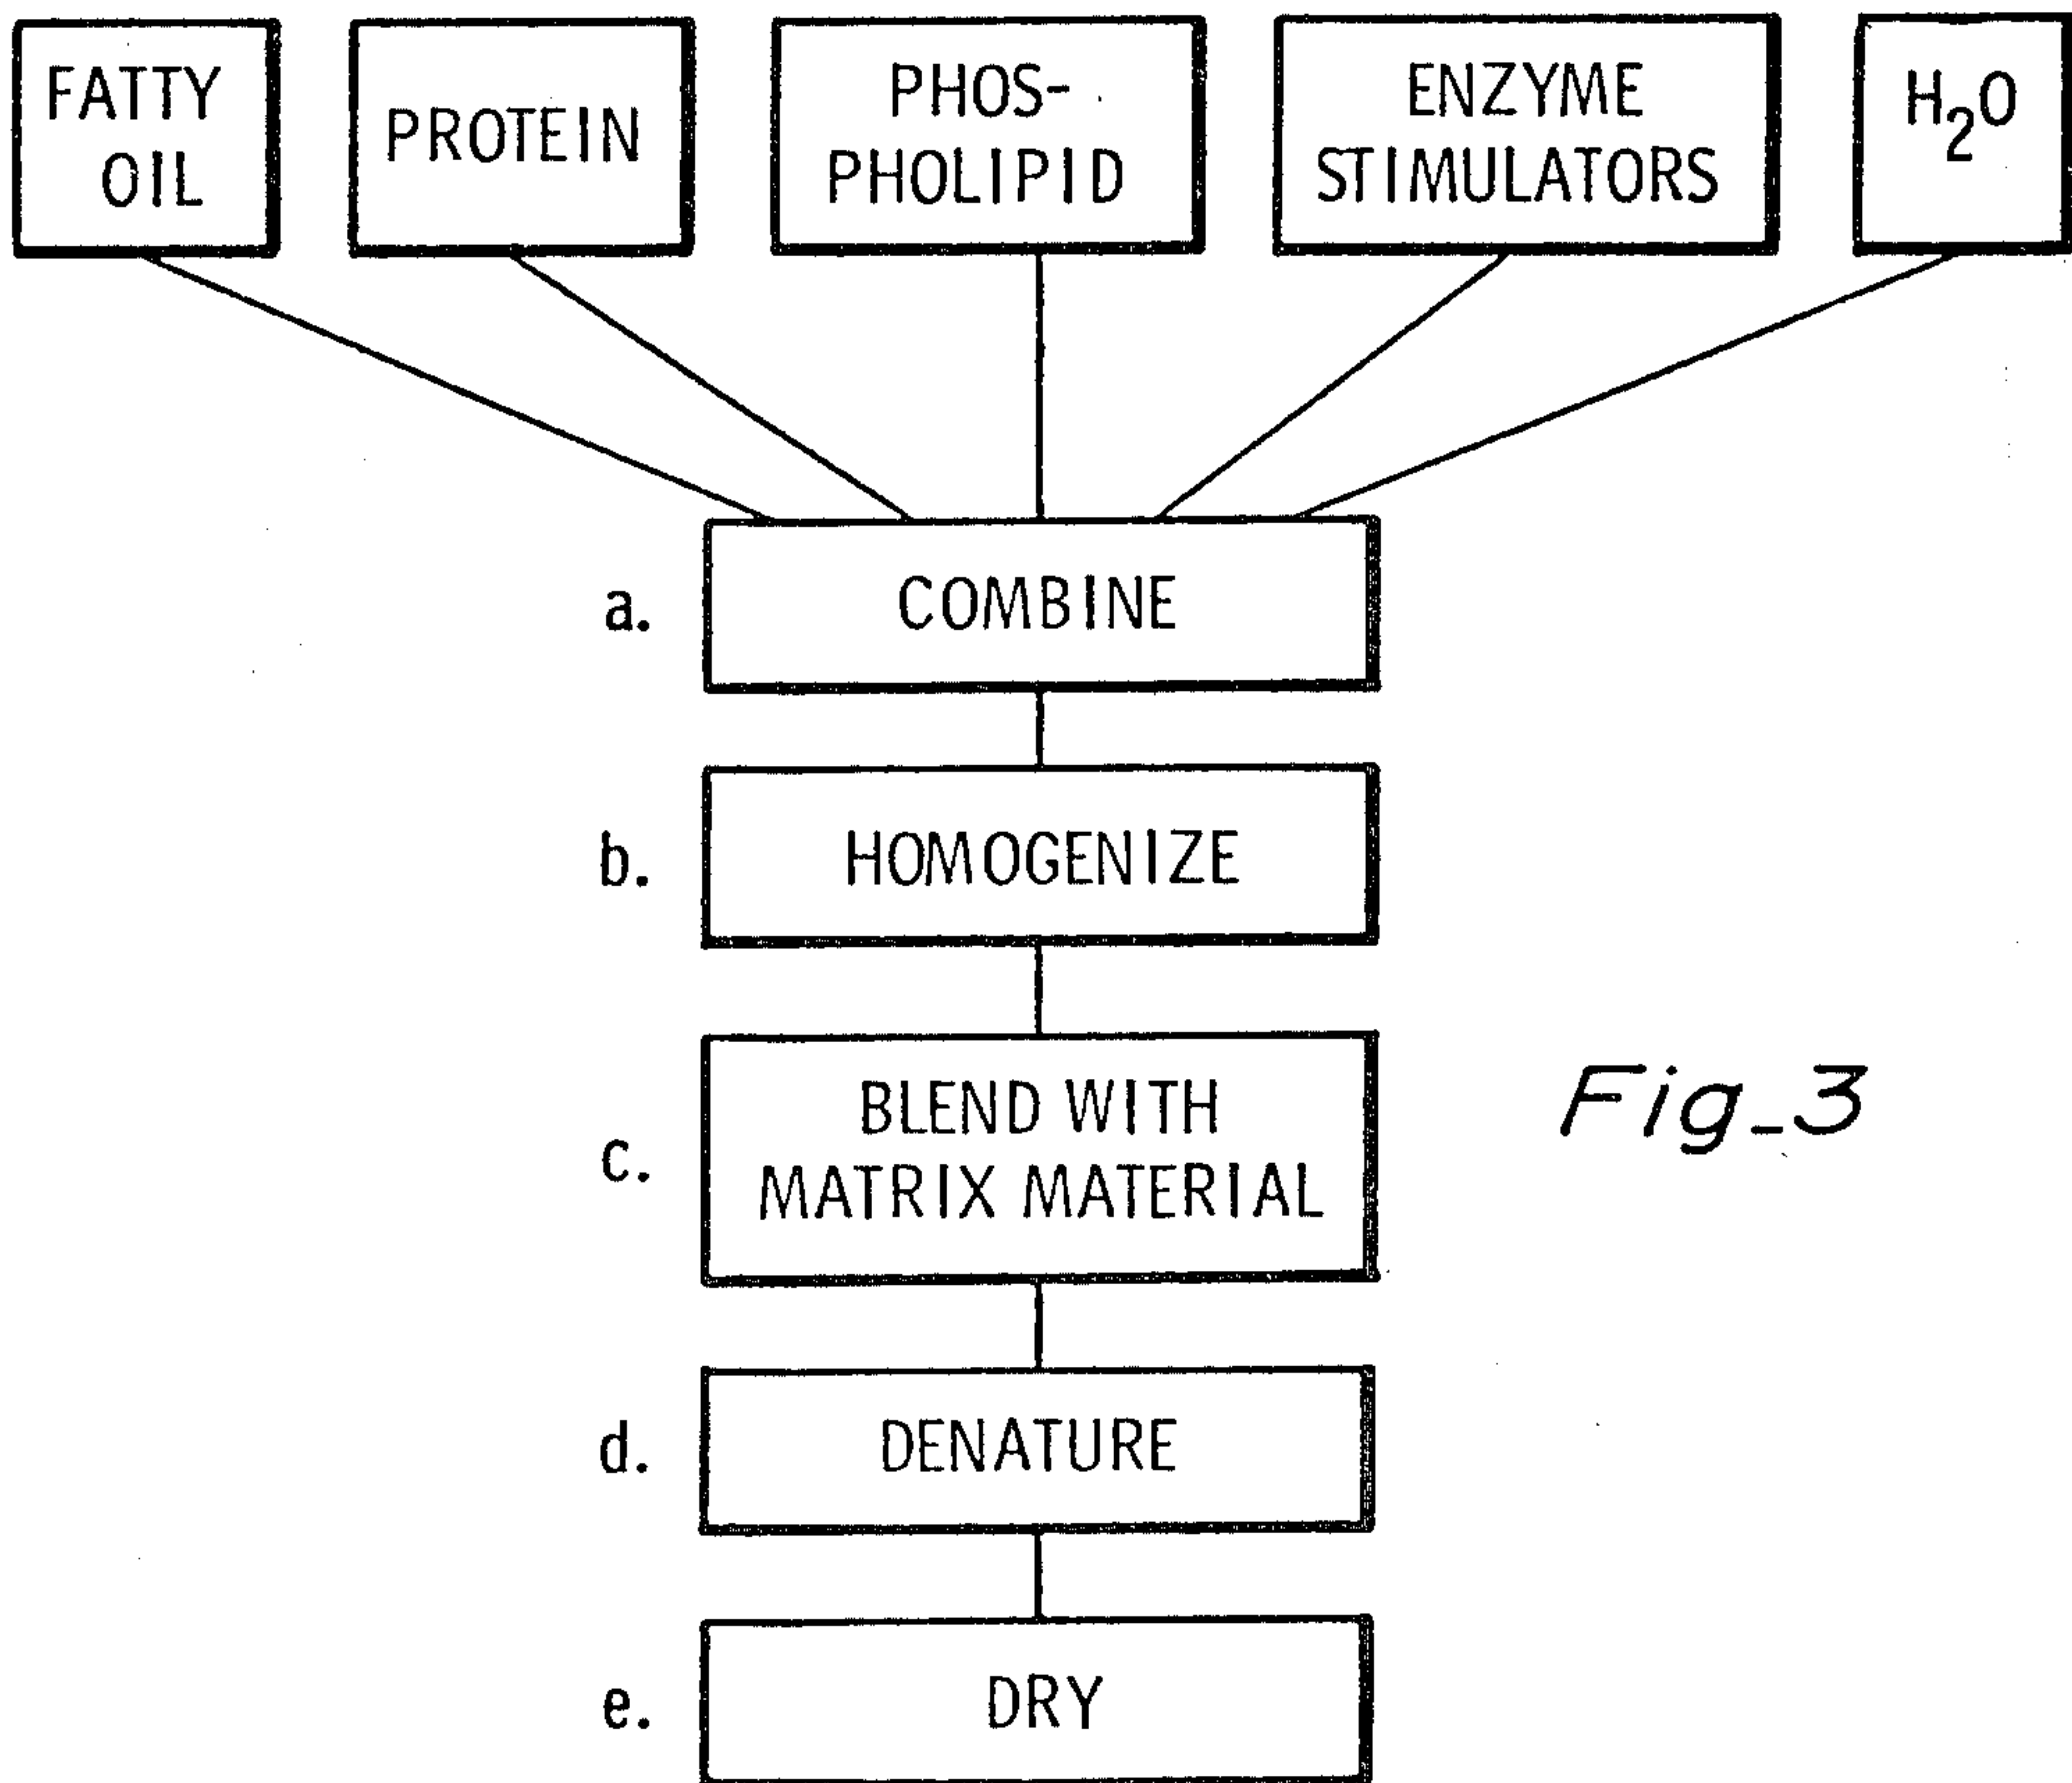 FATTY
OIL
PROTEIN
PHOS-
PHOLIPID
ENZYME
STIMULATORS
H2O
a. COMBINE
b. HOMOGENIZE
c. BLEND WITH
MATRIX MATERIAL
Fig_3
d. DENATURE
e. DRY